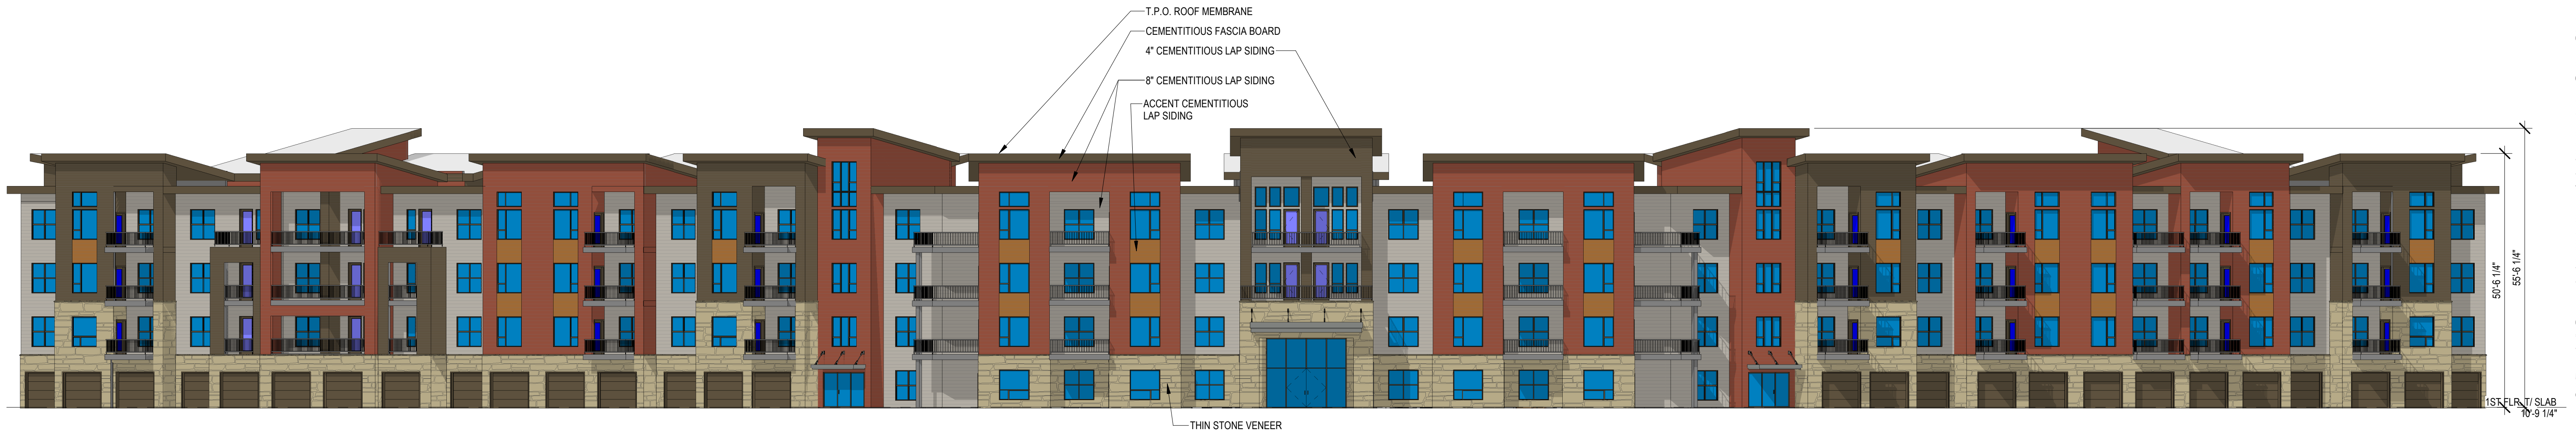 T.P.O. ROOF MEMBRANE
CEMENTITIOUS FASCIA BOARD
4" CEMENTITIOUS LAP SIDING
8" CEMENTITIOUS LAP SIDING
ACCENT CEMENTITIOUS
LAP SIDING
50'-6 1/4"
55'-6 1/4"
1ST FLR. T/ SLAB
10'-9 1/4"
THIN STONE VENEER